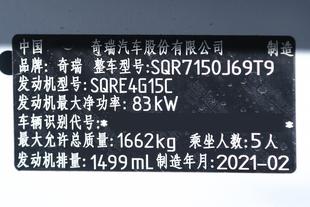 中国 奇瑞汽车股份有限公司 制造
品牌：奇瑞 整车型号：SQR7150J69T9
发动机型号：SQRE4G15C
发动机最大净功率：83kW
车辆识别代号：*
最大允许总质量：1662kg 乘坐人数：5人
发动机排量：1499mL 制造年月：2021-02